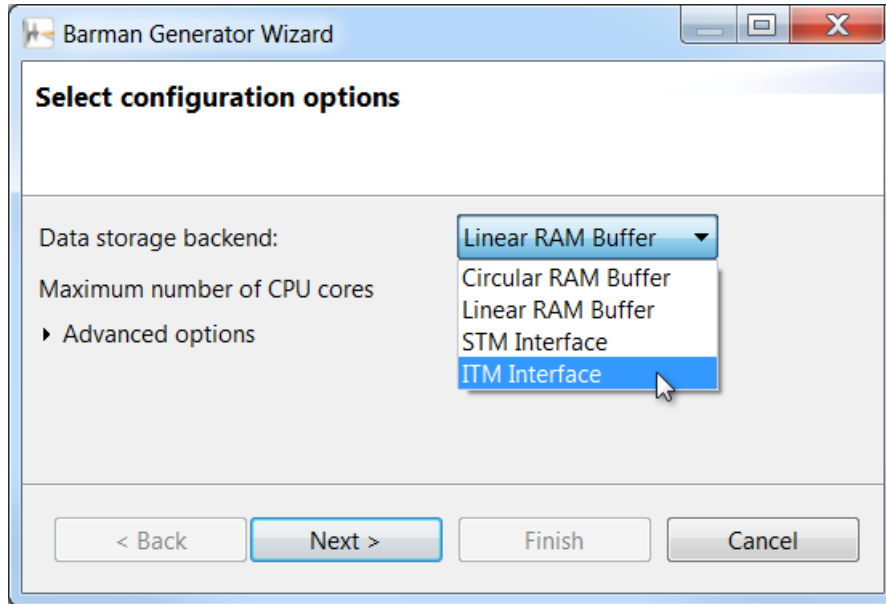 Barman Generator Wizard
Select configuration options
Data storage backend:
Linear RAM Buffer
Circular RAM Buffer
Maximum number of CPU cores
Linear RAM Buffer
Advanced options
STM Interface
ITM Interface
< Back
Next >
Finish
Cancel